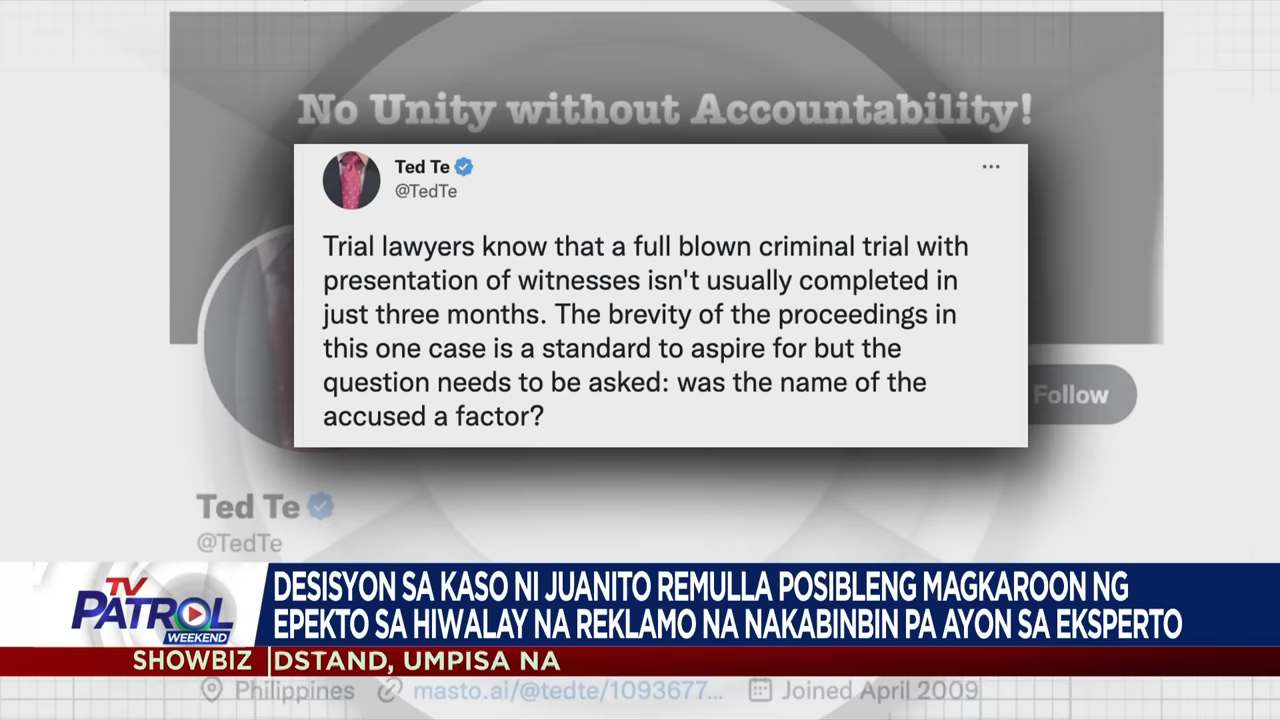 No Unity without Accountability!
Ted Te
@TedTe
Trial lawyers know that a full blown criminal trial with
presentation of witnesses isn't usually completed in
just three months. The brevity of the proceedings in
this one case is a standard to aspire for but the
question needs to be asked: was the name of the
accused a factor?
Follow
Ted Te
@TedTe
TV
PATROL
WEEKEND
DESISYON SA KASO NI JUANITO REMULLA POSIBLENG MAGKAROON NG
EPEKTO SA HIWALAY NA REKLAMO NA NAKABINBIN PA AYON SA EKSPERTO
SHOWBIZ DSTAND, UMPISA NA
Philippines masto.ai/@tedte/1093677... Joined April 2009